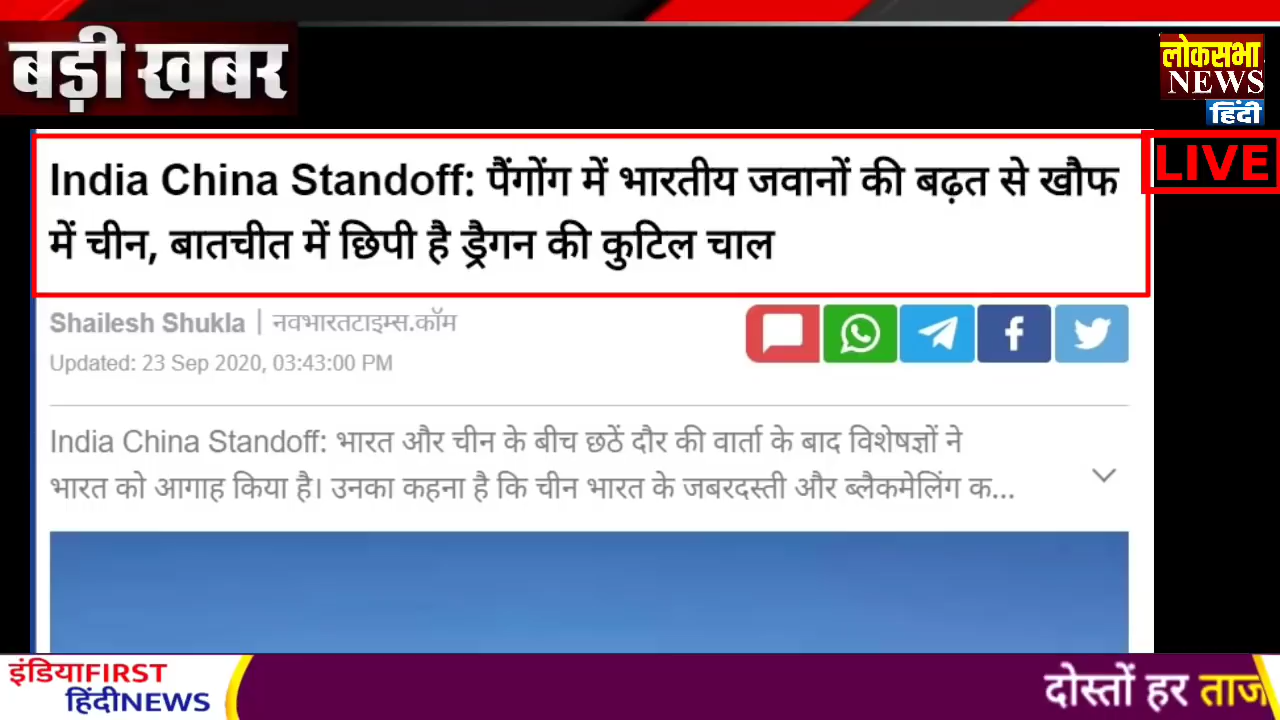 बड़ी खबर
लोकसभा
NEWS
हिंदी
LIVE
India China Standoff: पैंगोंग में भारतीय जवानों की बढ़त से खौफ
में चीन, बातचीत में छिपी है ड्रैगन की कुटिल चाल
Shailesh Shukla | नवभारतटाइम्स.कॉम
Updated: 23 Sep 2020, 03:43:00 PM
India China Standoff: भारत और चीन के बीच छठें दौर की वार्ता के बाद विशेषज्ञों ने
भारत को आगाह किया है। उनका कहना है कि चीन भारत के जबरदस्ती और ब्लैकमेलिंग क...
इंडियाFIRST
हिंदीNEWS
दोस्तों हर ताज